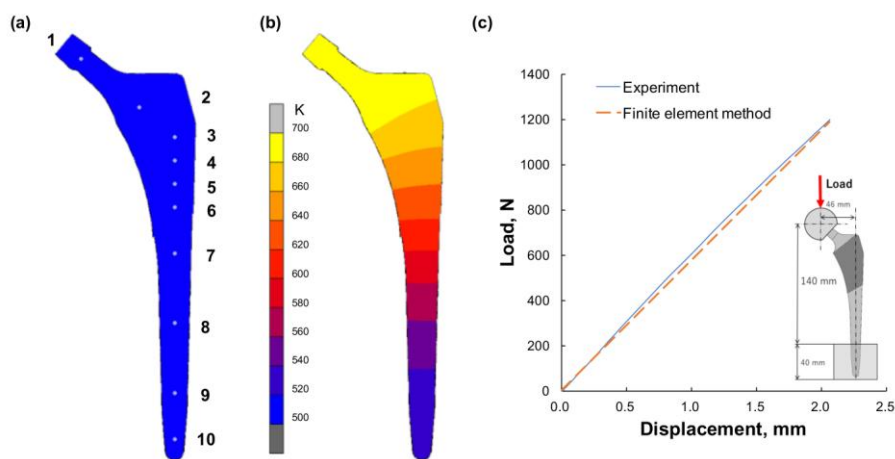 (a)
1
2
3
4
5
6
7
8
9
10
(b)
K
700
680
660
640
620
600
580
560
540
520
500
(c)
1400
1200
1000
800
600
400
200
0
Load, N
Experiment
Finite element method
Load
46 mm
140 mm
40 mm
0.0
0.5
1.0
1.5
2.0
2.5
Displacement, mm